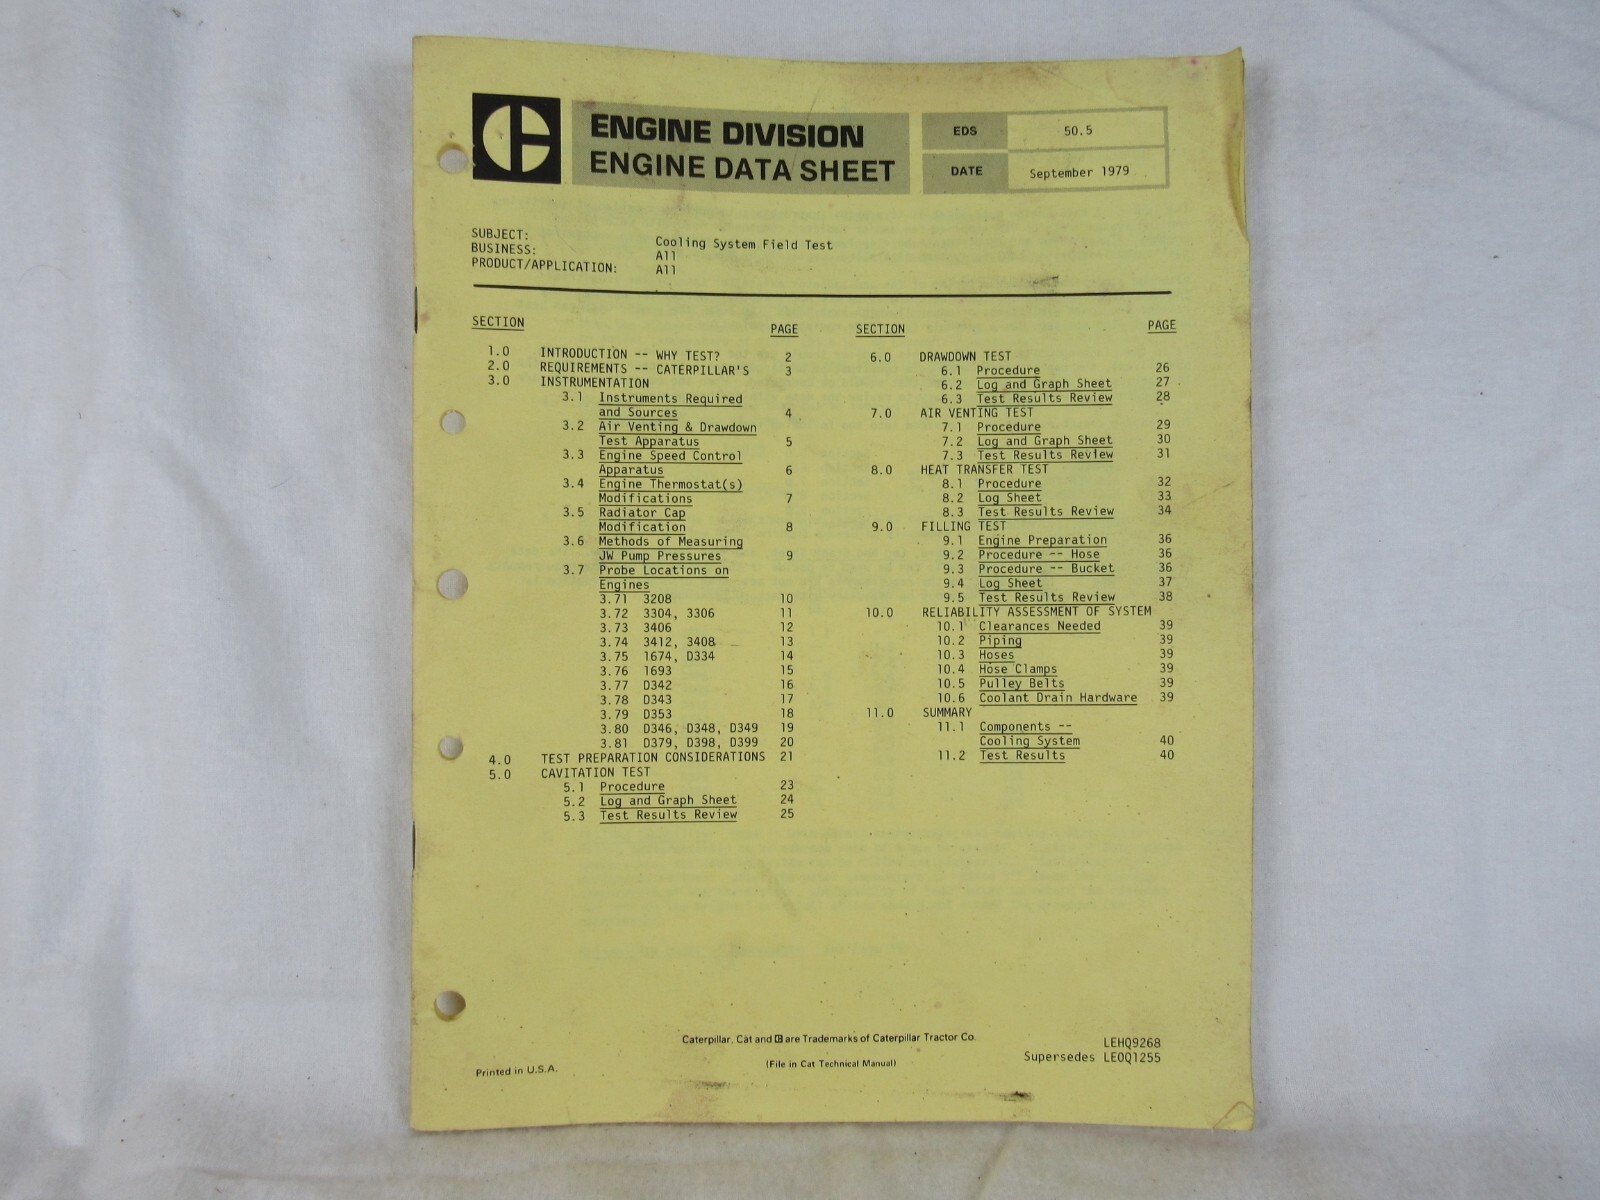 ENGINE DIVISION
ENGINE DATA SHEET
EDS 50.5
DATE September 1979
SUBJECT: Cooling System Field Test
BUSINESS: All
PRODUCT/APPLICATION: All
SECTION PAGE
1.0 INTRODUCTION -- WHY TEST? 2
2.0 REQUIREMENTS -- CATERPILLAR'S 3
3.0 INSTRUMENTATION
3.1 Instruments Required
and Sources 4
3.2 Air Venting & Drawdown
Test Apparatus 5
3.3 Engine Speed Control
Apparatus 6
3.4 Engine Thermostat(s)
Modifications 7
3.5 Radiator Cap
Modification 8
3.6 Methods of Measuring
JW Pump Pressures 9
3.7 Probe Locations on
Engines
3.71 3208 10
3.72 3304, 3306 11
3.73 3406 12
3.74 3412, 3408 13
3.75 1674, D334 14
3.76 1693 15
3.77 D342 16
3.78 D343 17
3.79 D353 18
3.80 D346, D348, D349 19
3.81 D379, D398, D399 20
4.0 TEST PREPARATION CONSIDERATIONS 21
5.0 CAVITATION TEST
5.1 Procedure 23
5.2 Log and Graph Sheet 24
5.3 Test Results Review 25
SECTION PAGE
6.0 DRAWDOWN TEST
6.1 Procedure 26
6.2 Log and Graph Sheet 27
6.3 Test Results Review 28
7.0 AIR VENTING TEST
7.1 Procedure 29
7.2 Log and Graph Sheet 30
7.3 Test Results Review 31
8.0 HEAT TRANSFER TEST
8.1 Procedure 32
8.2 Log Sheet 33
8.3 Test Results Review 34
9.0 FILLING TEST
9.1 Engine Preparation 36
9.2 Procedure -- Hose 36
9.3 Procedure -- Bucket 36
9.4 Log Sheet 37
9.5 Test Results Review 38
10.0 RELIABILITY ASSESSMENT OF SYSTEM
10.1 Clearances Needed 39
10.2 Piping 39
10.3 Hoses 39
10.4 Hose Clamps 39
10.5 Pulley Belts 39
10.6 Coolant Drain Hardware 39
11.0 SUMMARY
11.1 Components --
Cooling System 40
11.2 Test Results 40
Caterpillar, Cat and C are Trademarks of Caterpillar Tractor Co.
(File in Cat Technical Manual)
Printed in U.S.A.
LEHQ9268
Supersedes LEOQ1255